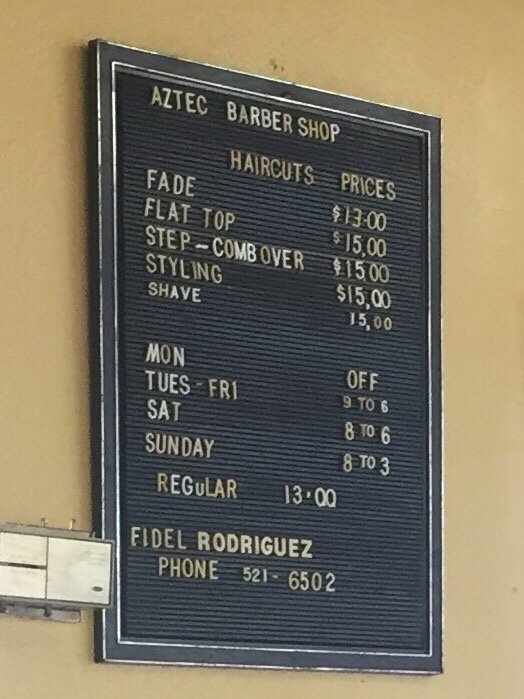 AZTEC BARBER SHOP
HAIRCUTS PRICES
FADE $13.00
FLAT TOP $15,00
STEP-COMB OVER $15 00
STYLING $15,00
SHAVE 15,00
MON OFF
TUES-FRI 9 TO 6
SAT 8 TO 6
SUNDAY 8 TO 3
REGuLAR 13.00
FIDEL RODRIGUEZ
PHONE 521-6502